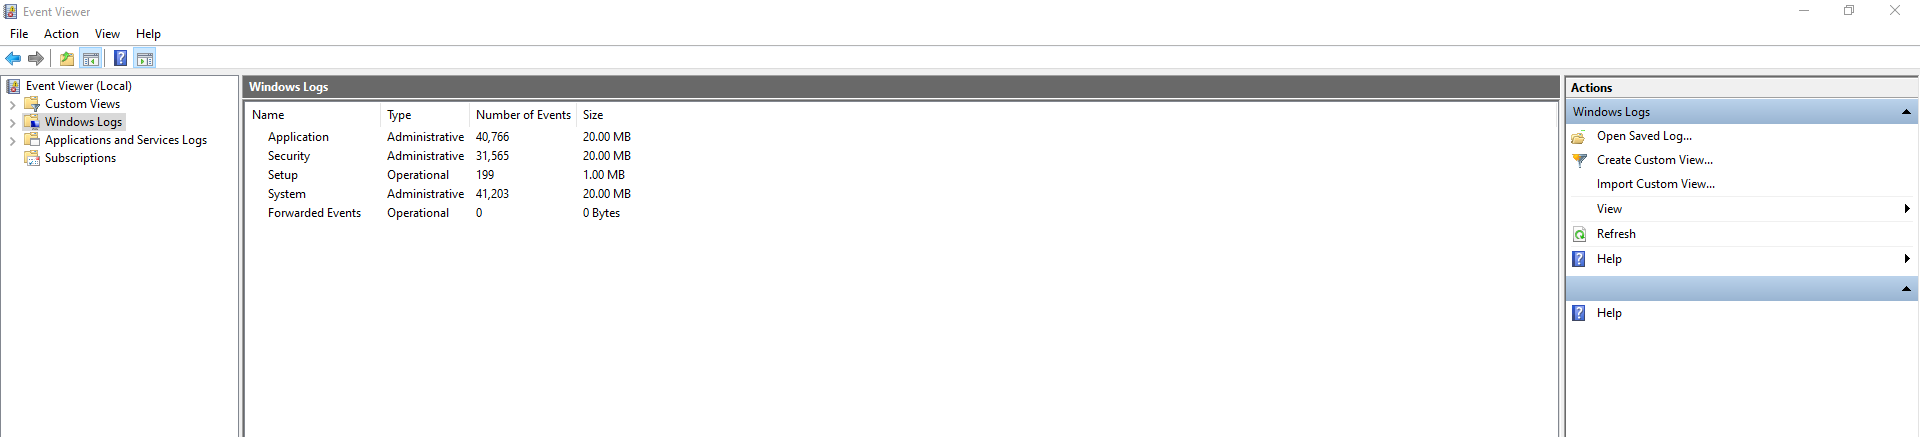 Event Viewer
File Action View Help
Event Viewer (Local)
Custom Views
Windows Logs
Applications and Services Logs
Subscriptions
Windows Logs
Name Type Number of Events Size
Application Administrative 40,766 20.00 MB
Security Administrative 31,565 20.00 MB
Setup Operational 199 1.00 MB
System Administrative 41,203 20.00 MB
Forwarded Events Operational 0 0 Bytes
Actions
Windows Logs
Open Saved Log...
Create Custom View...
Import Custom View...
View
Refresh
Help
Help